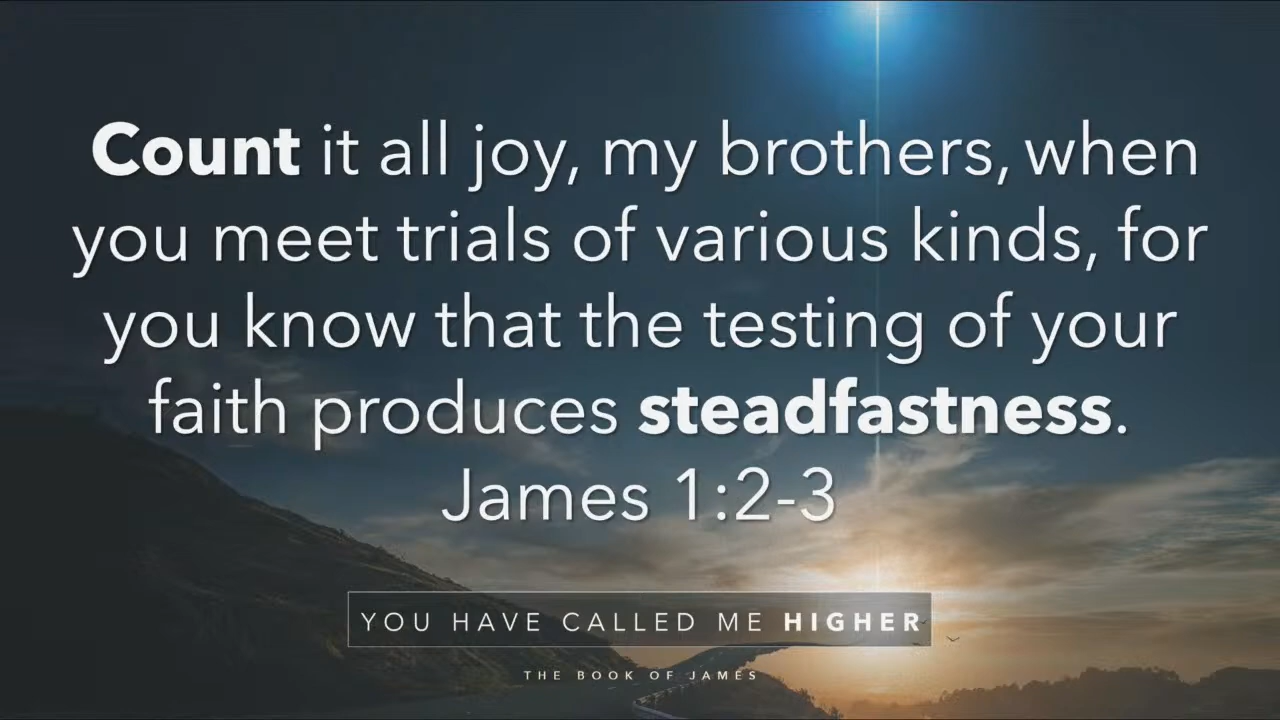 Count it all joy, my brothers, when
you meet trials of various kinds, for
you know that the testing of your
faith produces steadfastness.
James 1:2-3
YOU HAVE CALLED ME HIGHER
THE BOOK OF JAMES